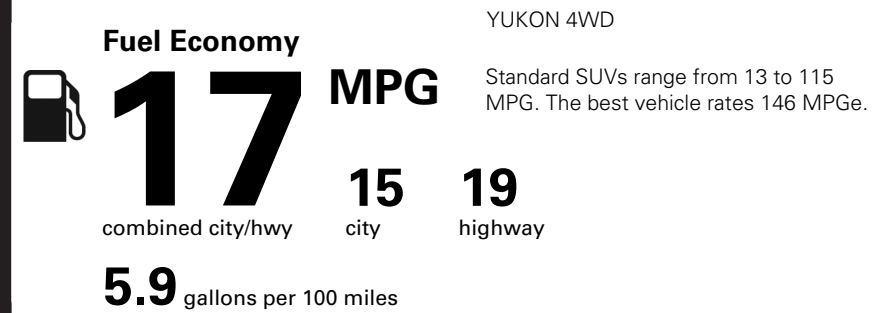 YUKON 4WD
Fuel Economy
17 MPG
Standard SUVs range from 13 to 115
MPG. The best vehicle rates 146 MPGe.
15 19
combined city/hwy city highway
5.9 gallons per 100 miles